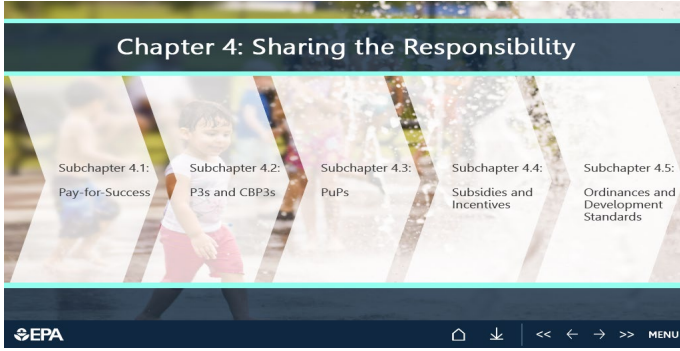 Chapter 4: Sharing the Responsibility
Subchapter 4.1:
Pay-for-Success
Subchapter 4.2:
P3s and CBP3s
Subchapter 4.3:
PuPs
Subchapter 4.4:
Subsidies and
Incentives
Subchapter 4.5:
Ordinances and
Development
Standards
EPA
<< ← → >> MENU